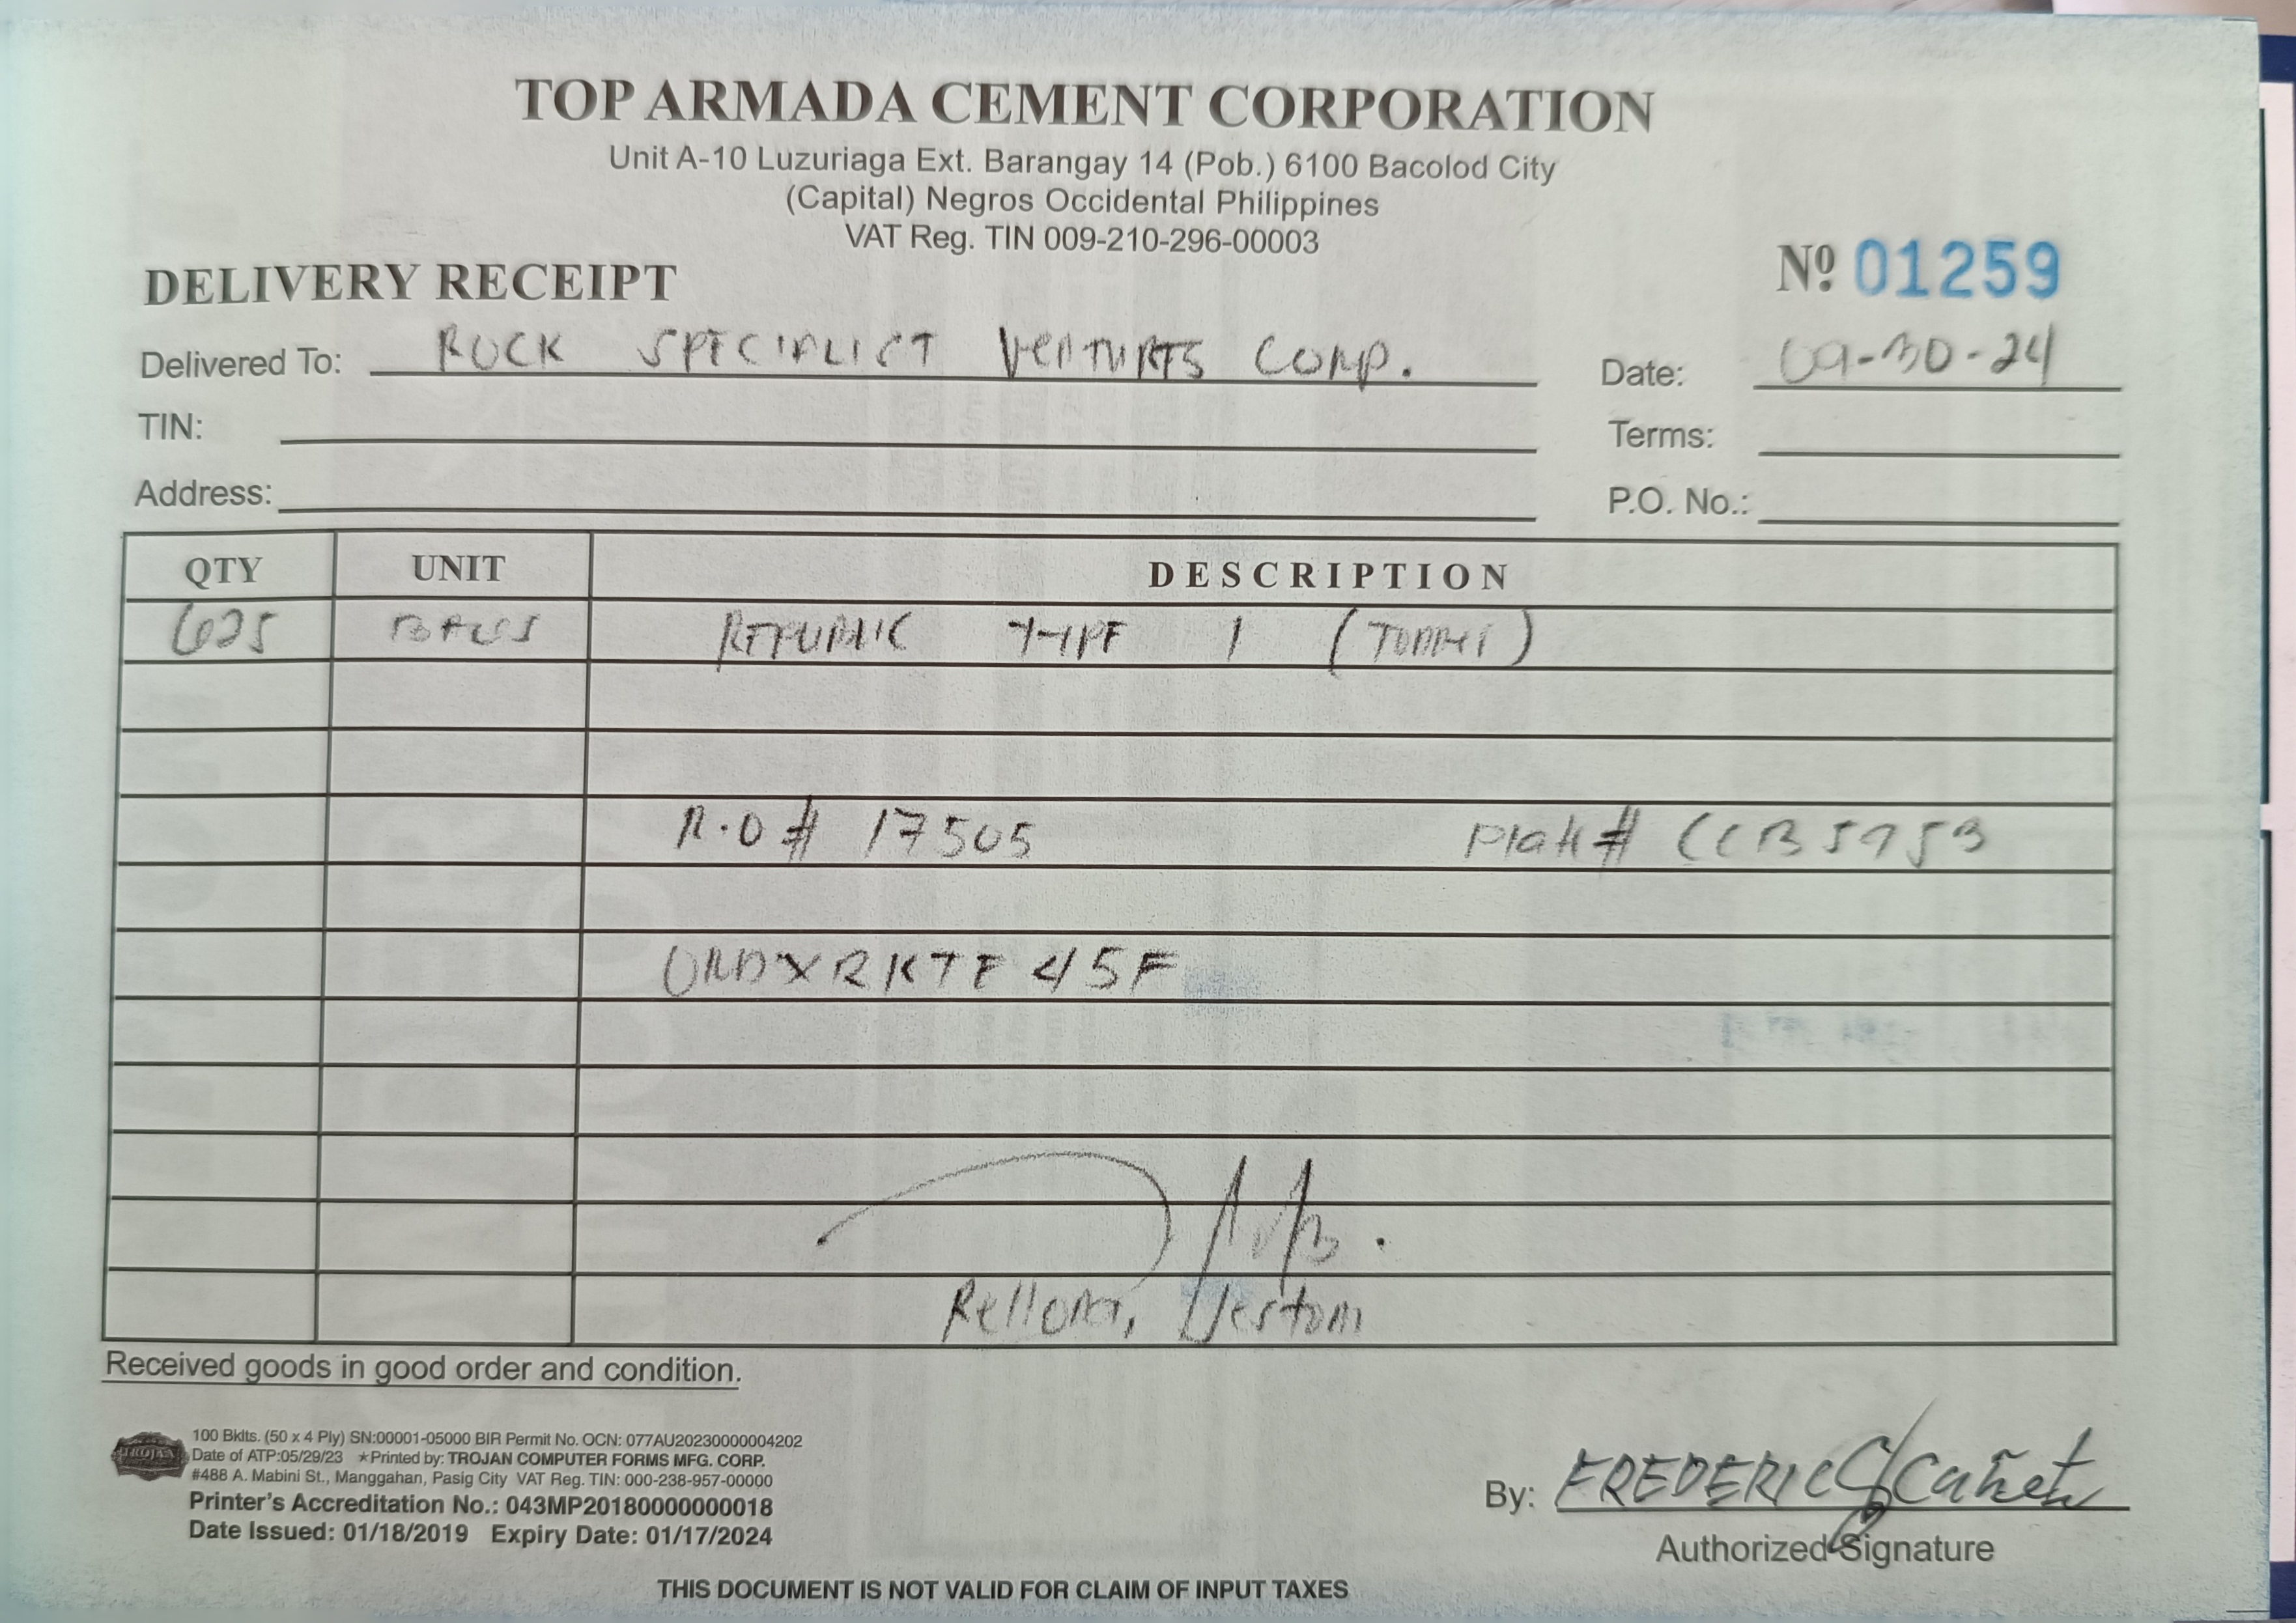 TOP ARMADA CEMENT CORPORATION
Unit A-10 Luzuriaga Ext. Barangay 14 (Pob.) 6100 Bacolod City
(Capital) Negros Occidental Philippines
VAT Reg. TIN 009-210-296-00003
DELIVERY RECEIPT
Nº 01259
Delivered To: ROCK SPECIALIST VENTURES CORP.
Date: 09-30-24
TIN:
Terms:
Address:
P.O. No.:
QTY UNIT DESCRIPTION
625 BAGS REPUBLIC TYPE 1 (TOPPIT)
R.O # 17505 Plate # CCB5953
ORDXRKTF45F
Rellona, Jestoni
Received goods in good order and condition.
TROJAN
100 Bklts. (50 x 4 Ply) SN:00001-05000 BIR Permit No. OCN: 077AU20230000004202
Date of ATP:05/29/23 ★Printed by: TROJAN COMPUTER FORMS MFG. CORP.
#488 A. Mabini St., Manggahan, Pasig City VAT Reg. TIN: 000-238-957-00000
Printer's Accreditation No.: 043MP20180000000018
Date Issued: 01/18/2019 Expiry Date: 01/17/2024
By: FREDERIC Cañete
Authorized Signature
THIS DOCUMENT IS NOT VALID FOR CLAIM OF INPUT TAXES